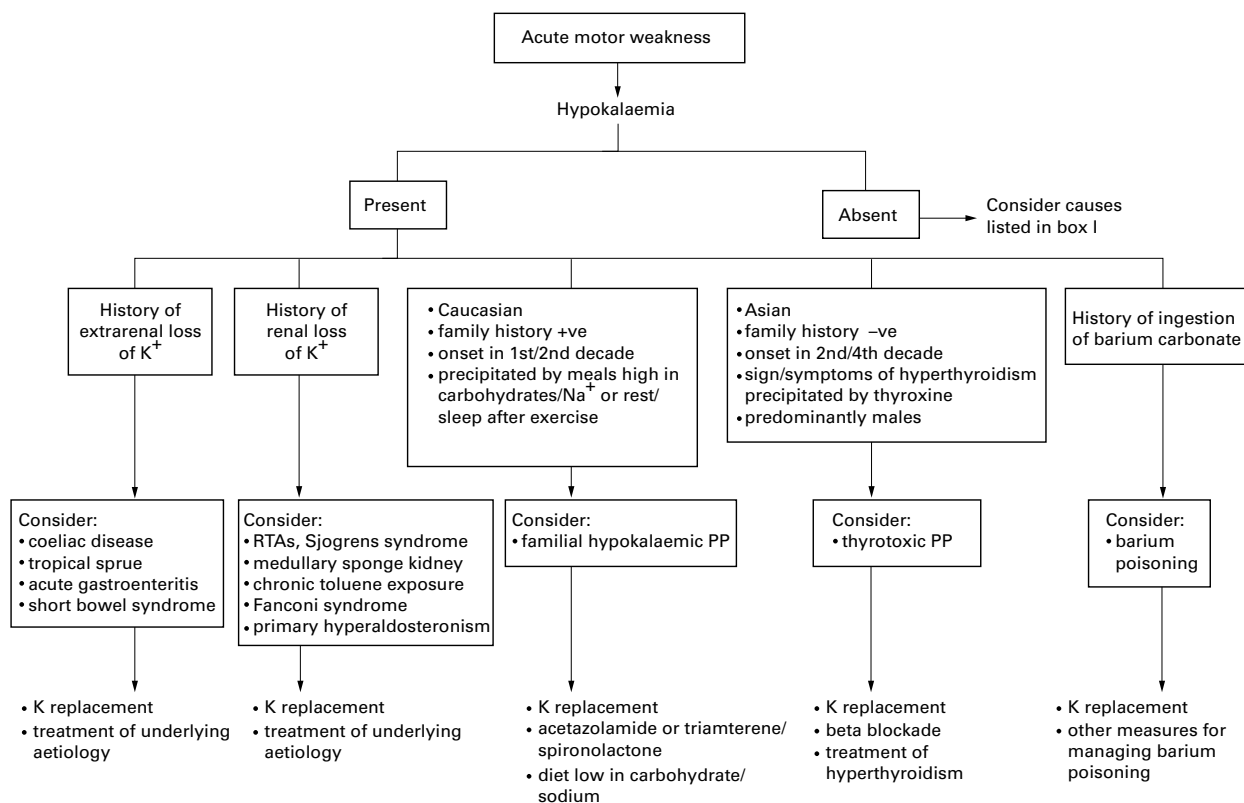 Acute motor weakness
Hypokalaemia
Present
Absent
Consider causes
listed in box I
History of
extrarenal loss
of K+
History of
renal loss
of K+
• Caucasian
• family history +ve
• onset in 1st/2nd decade
• precipitated by meals high in
carbohydrates/Na+ or rest/
sleep after exercise
• Asian
• family history –ve
• onset in 2nd/4th decade
• sign/symptoms of hyperthyroidism
precipitated by thyroxine
• predominantly males
History of ingestion
of barium carbonate
Consider:
• coeliac disease
• tropical sprue
• acute gastroenteritis
• short bowel syndrome
Consider:
• RTAs, Sjogrens syndrome
• medullary sponge kidney
• chronic toluene exposure
• Fanconi syndrome
• primary hyperaldosteronism
Consider:
• familial hypokalaemic PP
Consider:
• thyrotoxic PP
Consider:
• barium
poisoning
• K replacement
• treatment of underlying
aetiology
• K replacement
• treatment of underlying
aetiology
• K replacement
• acetazolamide or triamterene/
spironolactone
• diet low in carbohydrate/
sodium
• K replacement
• beta blockade
• treatment of
hyperthyroidism
• K replacement
• other measures for
managing barium
poisoning